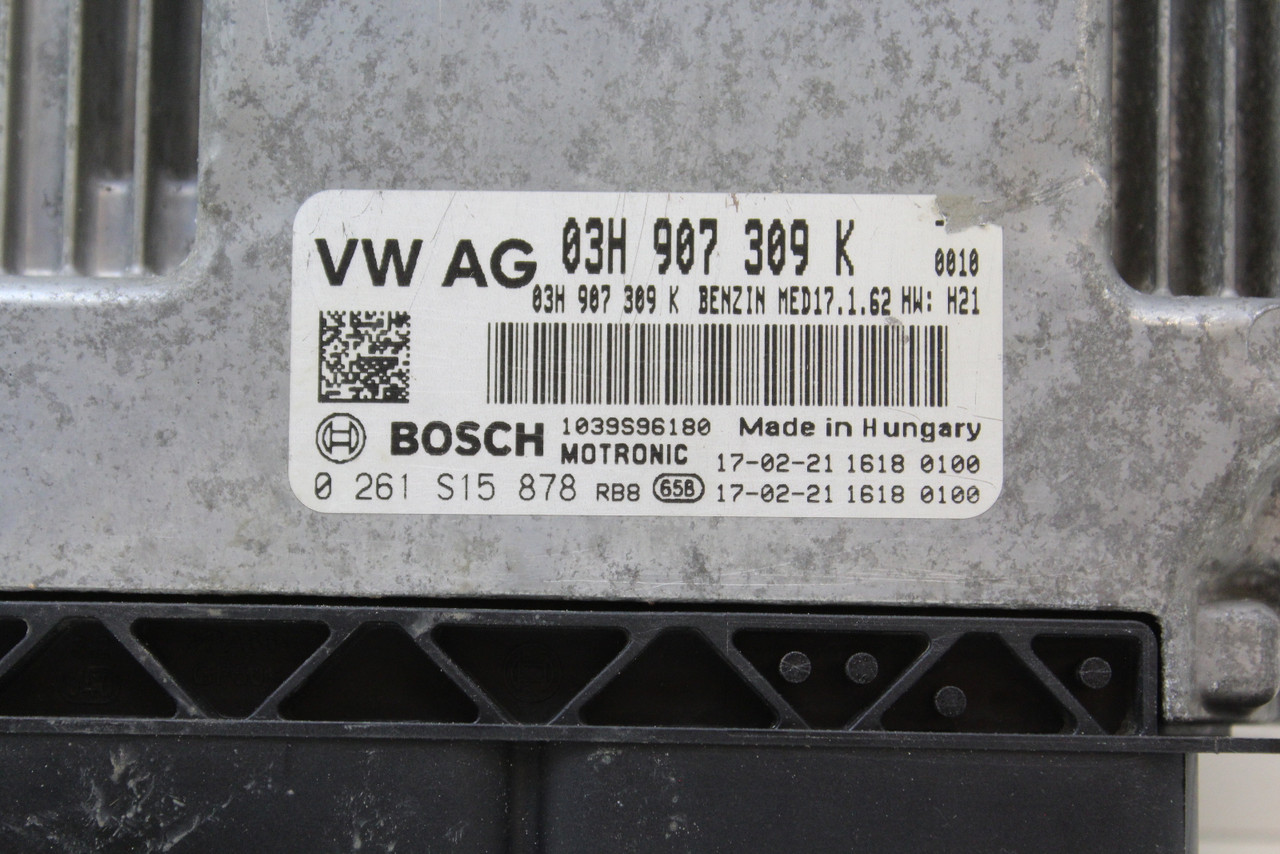 VW AG 03H 907 309 K 0010
03H 907 309 K BENZIN MED17.1.62 HW: H21
BOSCH 1039S96180 Made in Hungary
MOTRONIC 17-02-21 1618 0100
0 261 S15 878 RB8 65B 17-02-21 1618 0100